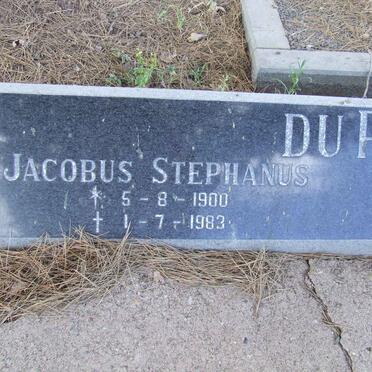 DU P
JACOBUS STEPHANUS
* 5-8-1900
† 1-7-1983